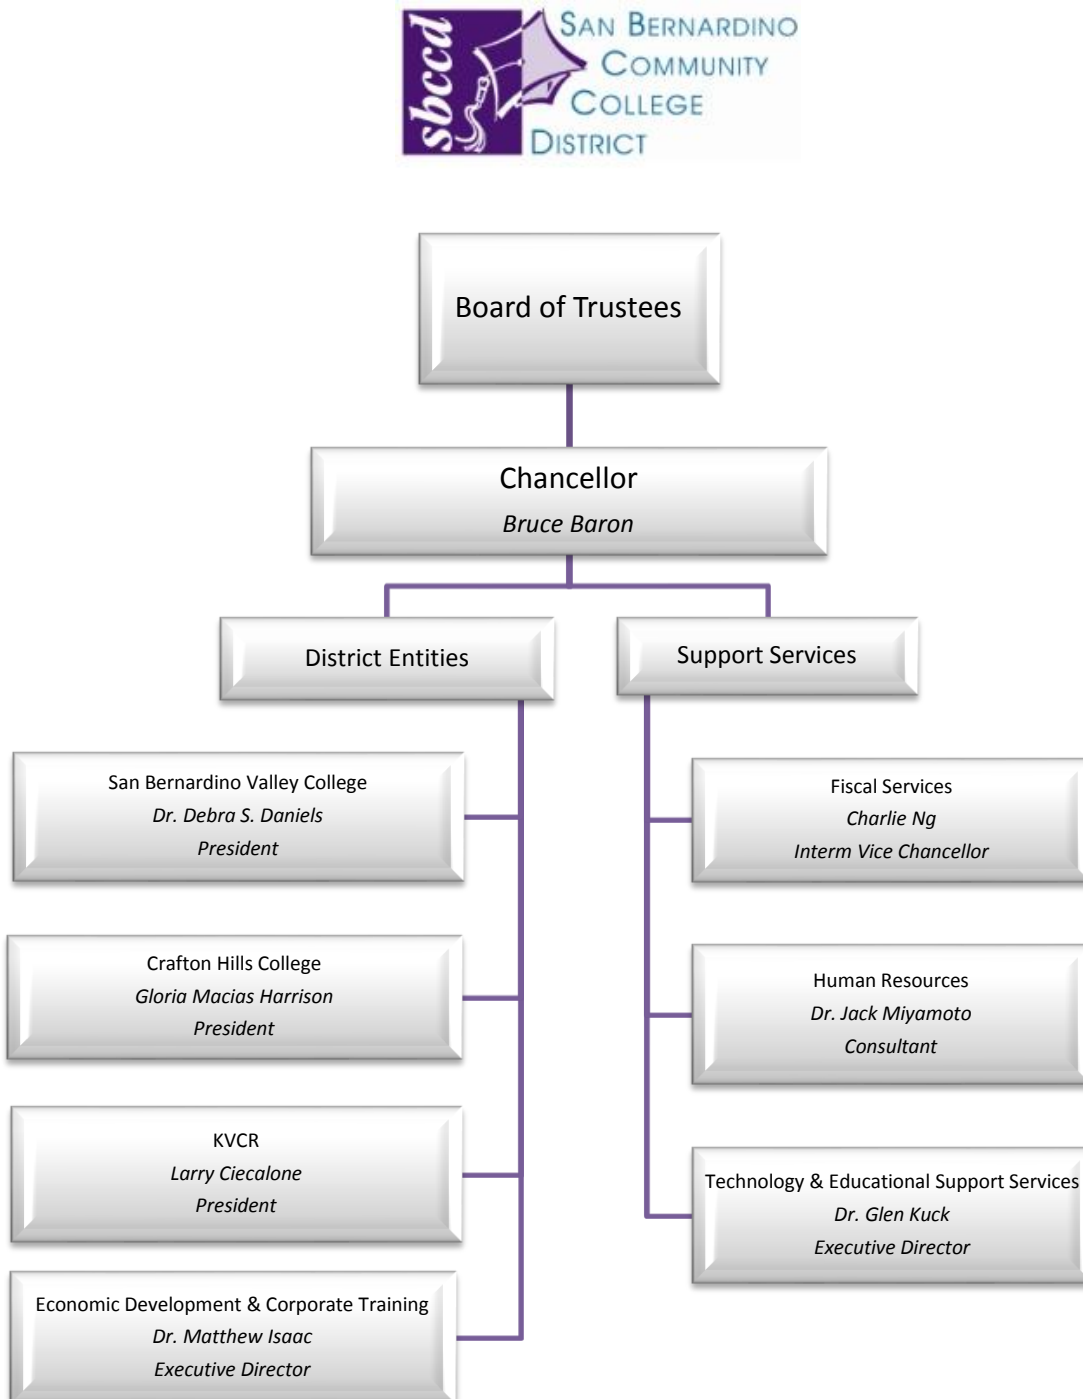 sbccd
SAN BERNARDINO
COMMUNITY
COLLEGE
DISTRICT
Board of Trustees
Chancellor
Bruce Baron
District Entities
Support Services
San Bernardino Valley College
Dr. Debra S. Daniels
President
Crafton Hills College
Gloria Macias Harrison
President
KVCR
Larry Ciecalone
President
Economic Development & Corporate Training
Dr. Matthew Isaac
Executive Director
Fiscal Services
Charlie Ng
Interm Vice Chancellor
Human Resources
Dr. Jack Miyamoto
Consultant
Technology & Educational Support Services
Dr. Glen Kuck
Executive Director